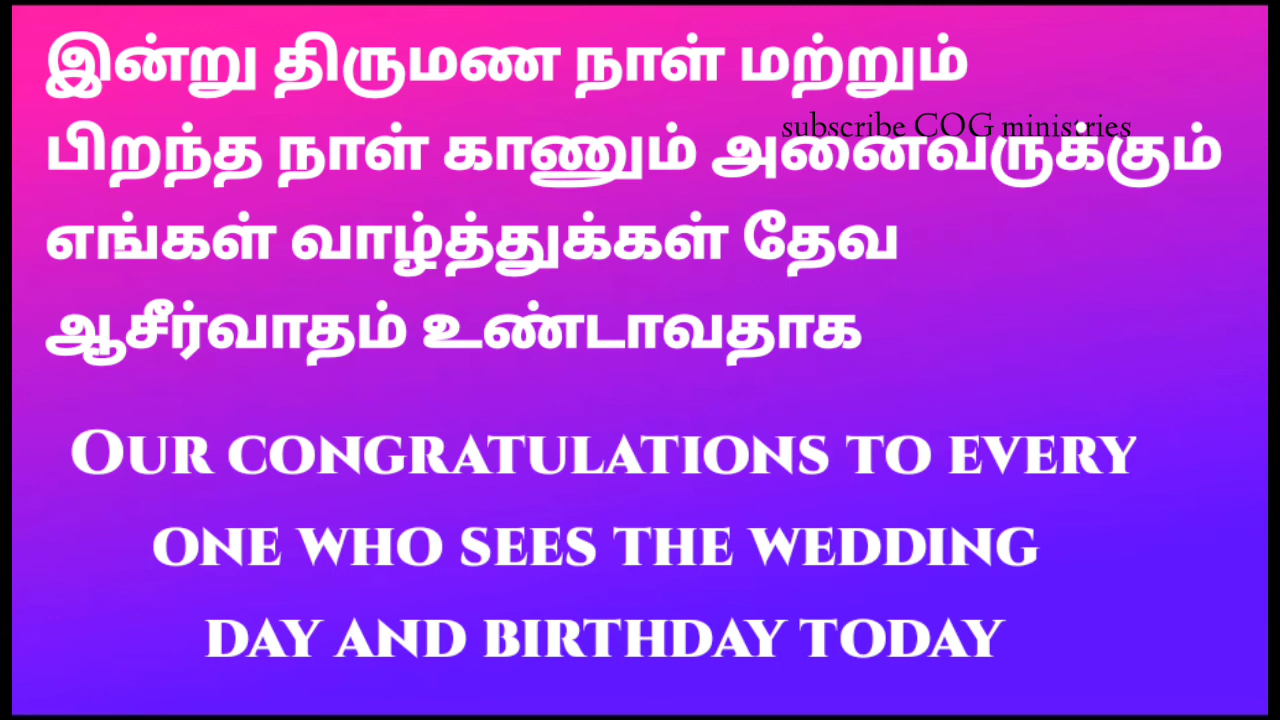 இன்று திருமண நாள் மற்றும்
subscribe COG ministries
பிறந்த நாள் காணும் அனைவருக்கும்
எங்கள் வாழ்த்துக்கள் தேவ
ஆசீர்வாதம் உண்டாவதாக
OUR CONGRATULATIONS TO EVERY
ONE WHO SEES THE WEDDING
DAY AND BIRTHDAY TODAY